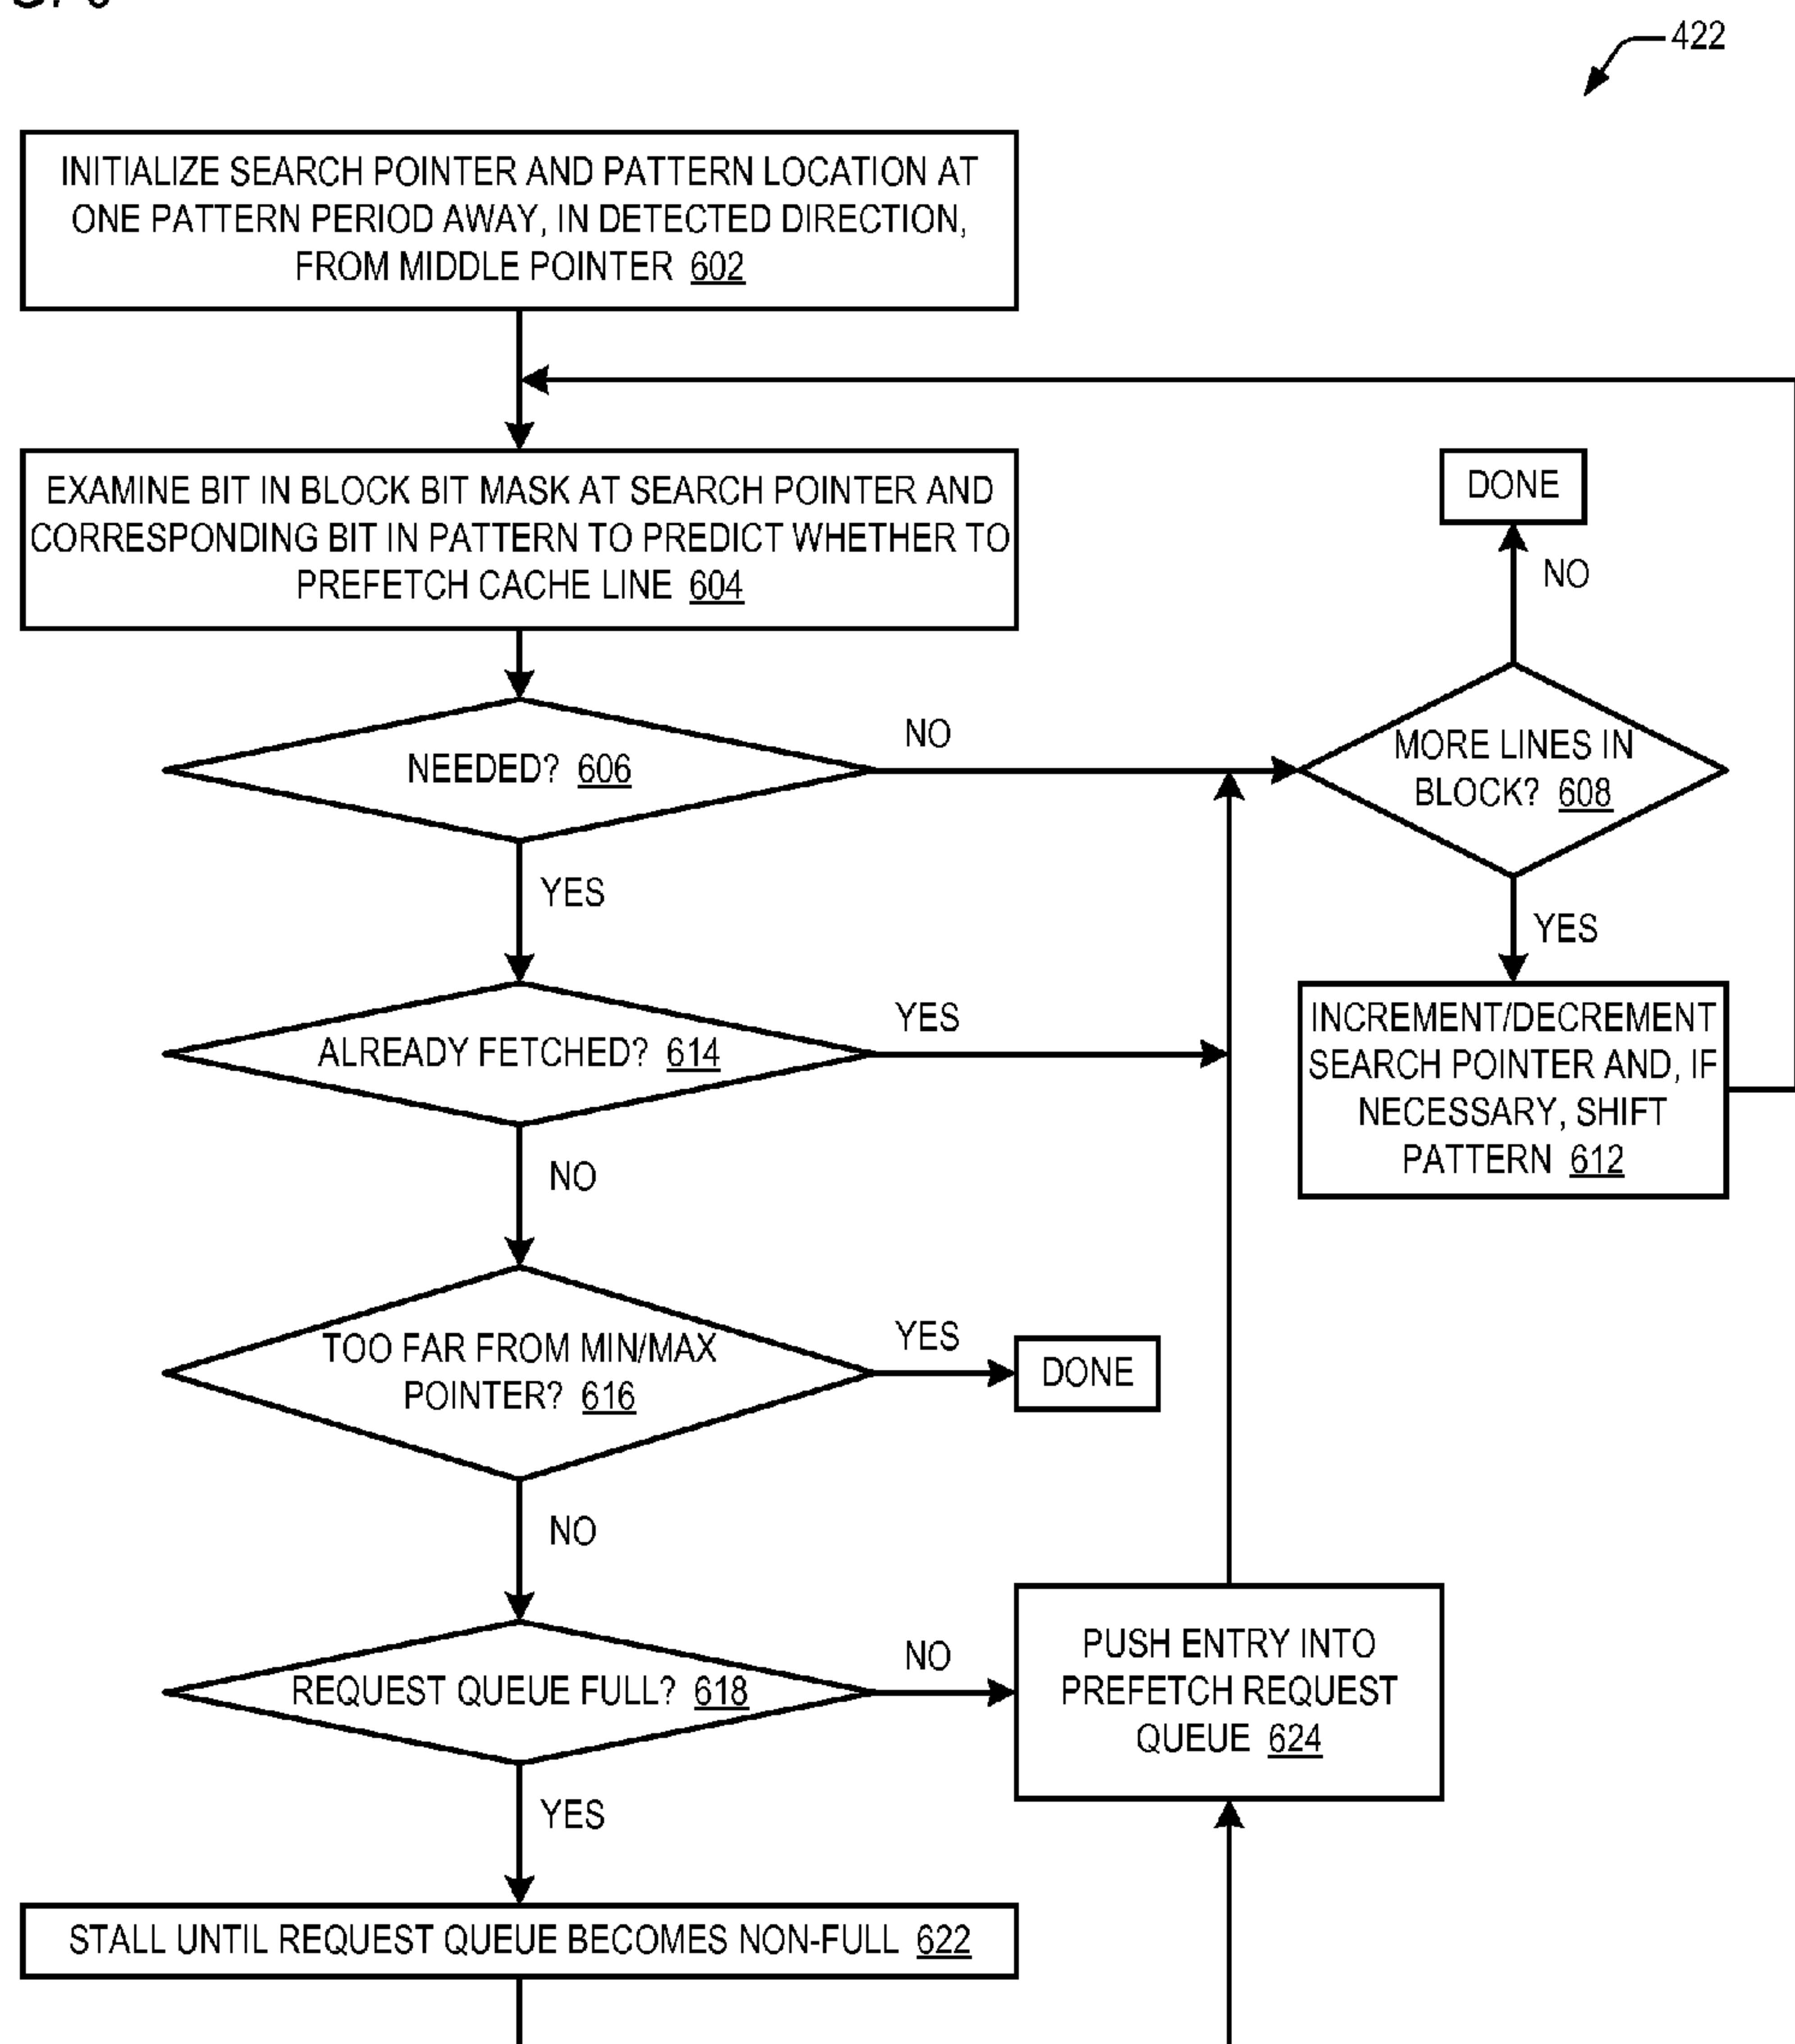 422
INITIALIZE SEARCH POINTER AND PATTERN LOCATION AT
ONE PATTERN PERIOD AWAY, IN DETECTED DIRECTION,
FROM MIDDLE POINTER 602
EXAMINE BIT IN BLOCK BIT MASK AT SEARCH POINTER AND
CORRESPONDING BIT IN PATTERN TO PREDICT WHETHER TO
PREFETCH CACHE LINE 604
DONE
NO
NEEDED? 606
NO
MORE LINES IN
BLOCK? 608
YES
YES
ALREADY FETCHED? 614
YES
INCREMENT/DECREMENT
SEARCH POINTER AND, IF
NECESSARY, SHIFT
PATTERN 612
NO
TOO FAR FROM MIN/MAX
POINTER? 616
YES
DONE
NO
REQUEST QUEUE FULL? 618
NO
PUSH ENTRY INTO
PREFETCH REQUEST
QUEUE 624
YES
STALL UNTIL REQUEST QUEUE BECOMES NON-FULL 622